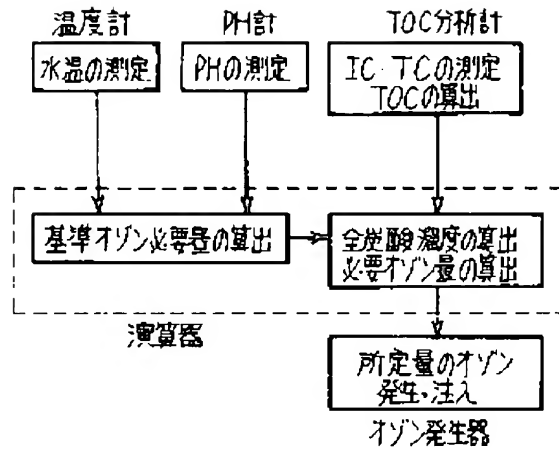 温度計
PH計
TOC分析計
水温の測定
PHの測定
IC・TCの測定
TOCの算出
基準オゾン必要量の算出
全炭酸濃度の算出
必要オゾン量の算出
演算器
所定量のオゾン
発生・注入
オゾン発生器